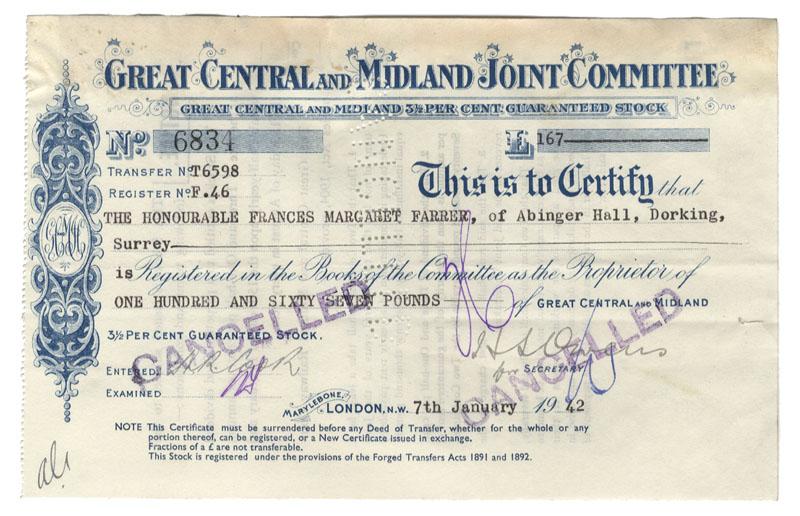 GREAT CENTRAL AND MIDLAND JOINT COMMITTEE
GREAT CENTRAL AND MIDLAND 3½ PER CENT. GUARANTEED STOCK
No. 6834 £ 167
TRANSFER No T6598
REGISTER No F.46
This is to Certify that
THE HONOURABLE FRANCES MARGARET FARRER, of Abinger Hall, Dorking,
Surrey
is Registered in the Books of the Committee as the Proprietor of
ONE HUNDRED AND SIXTY SEVEN POUNDS of GREAT CENTRAL AND MIDLAND
3½ PER CENT GUARANTEED STOCK.
CANCELLED
CANCELLED
ENTERED,
for SECRETARY
EXAMINED
MARYLEBONE,
LONDON, N.W. 7th January 1942
NOTE This Certificate must be surrendered before any Deed of Transfer, whether for the whole or any
portion thereof, can be registered, or a New Certificate issued in exchange.
Fractions of a £ are not transferable.
This Stock is registered under the provisions of the Forged Transfers Acts 1891 and 1892.